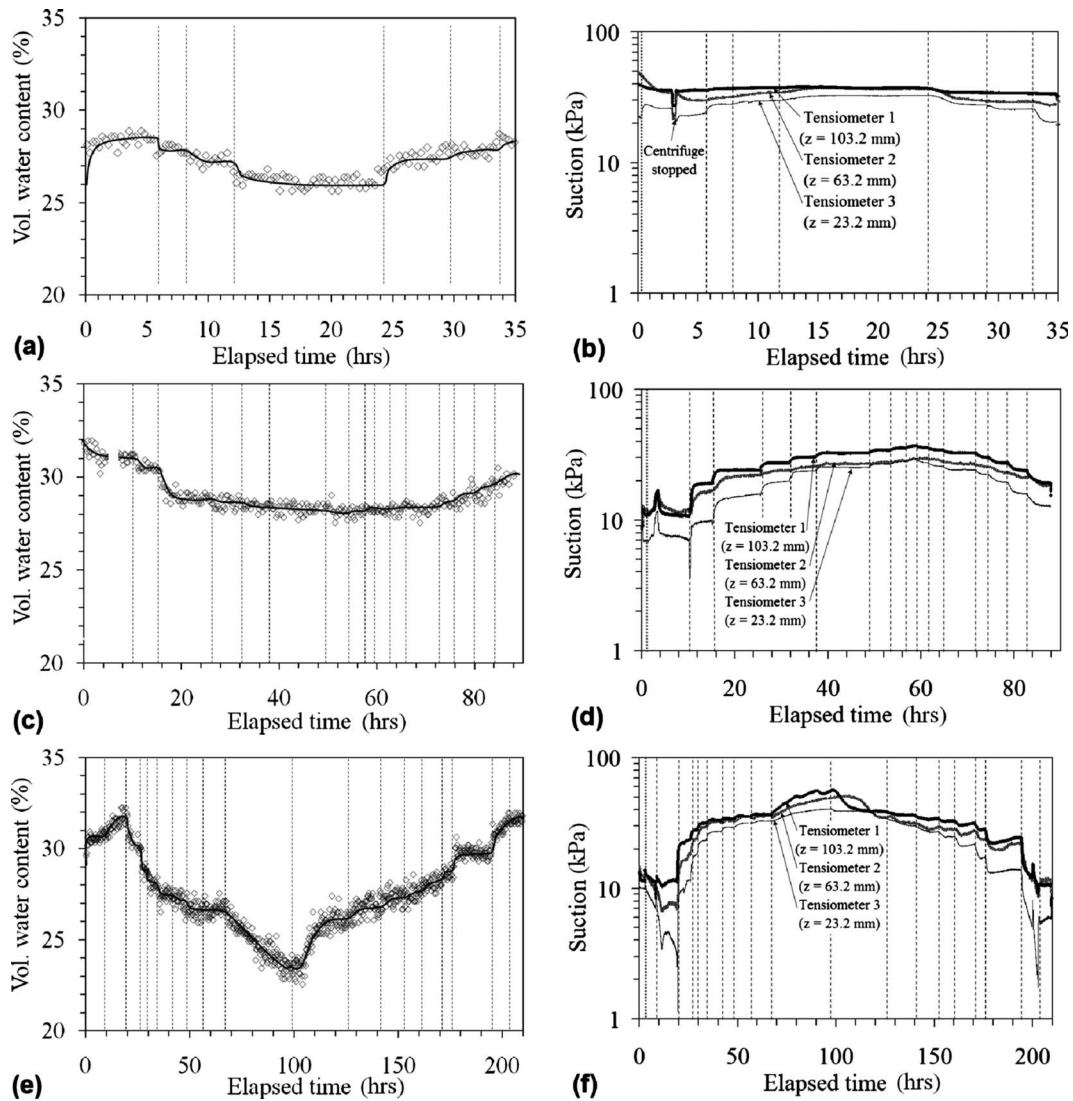 35
30
25
20
Vol. water content (%)
0 5 10 15 20 25 30 35
Elapsed time (hrs)
(a)
100
10
1
Suction (kPa)
Centrifuge
stopped
Tensiometer 1
(z = 103.2 mm)
Tensiometer 2
(z = 63.2 mm)
Tensiometer 3
(z = 23.2 mm)
0 5 10 15 20 25 30 35
Elapsed time (hrs)
(b)
35
30
25
20
Vol. water content (%)
0 20 40 60 80
Elapsed time (hrs)
(c)
100
10
1
Suction (kPa)
Tensiometer 1
(z = 103.2 mm)
Tensiometer 2
(z = 63.2 mm)
Tensiometer 3
(z = 23.2 mm)
0 20 40 60 80
Elapsed time (hrs)
(d)
35
30
25
20
Vol. water content (%)
0 50 100 150 200
Elapsed time (hrs)
(e)
100
10
1
Suction (kPa)
Tensiometer 1
(z = 103.2 mm)
Tensiometer 2
(z = 63.2 mm)
Tensiometer 3
(z = 23.2 mm)
0 50 100 150 200
Elapsed time (hrs)
(f)